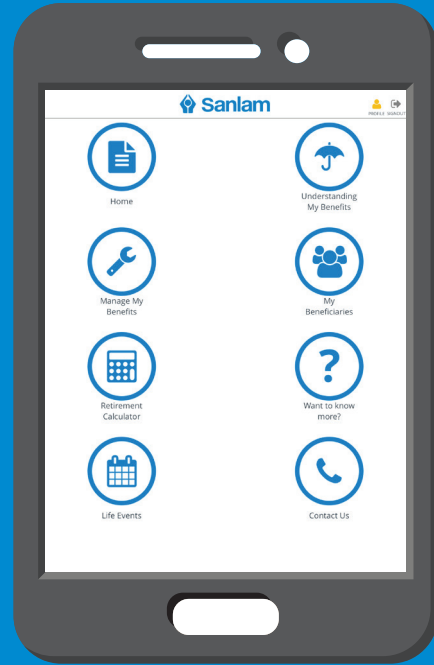 Sanlam
PROFILE SIGNOUT
Home
Understanding
My Benefits
Manage My
Benefits
My
Beneficiaries
Retirement
Calculator
Want to know
more?
Life Events
Contact Us